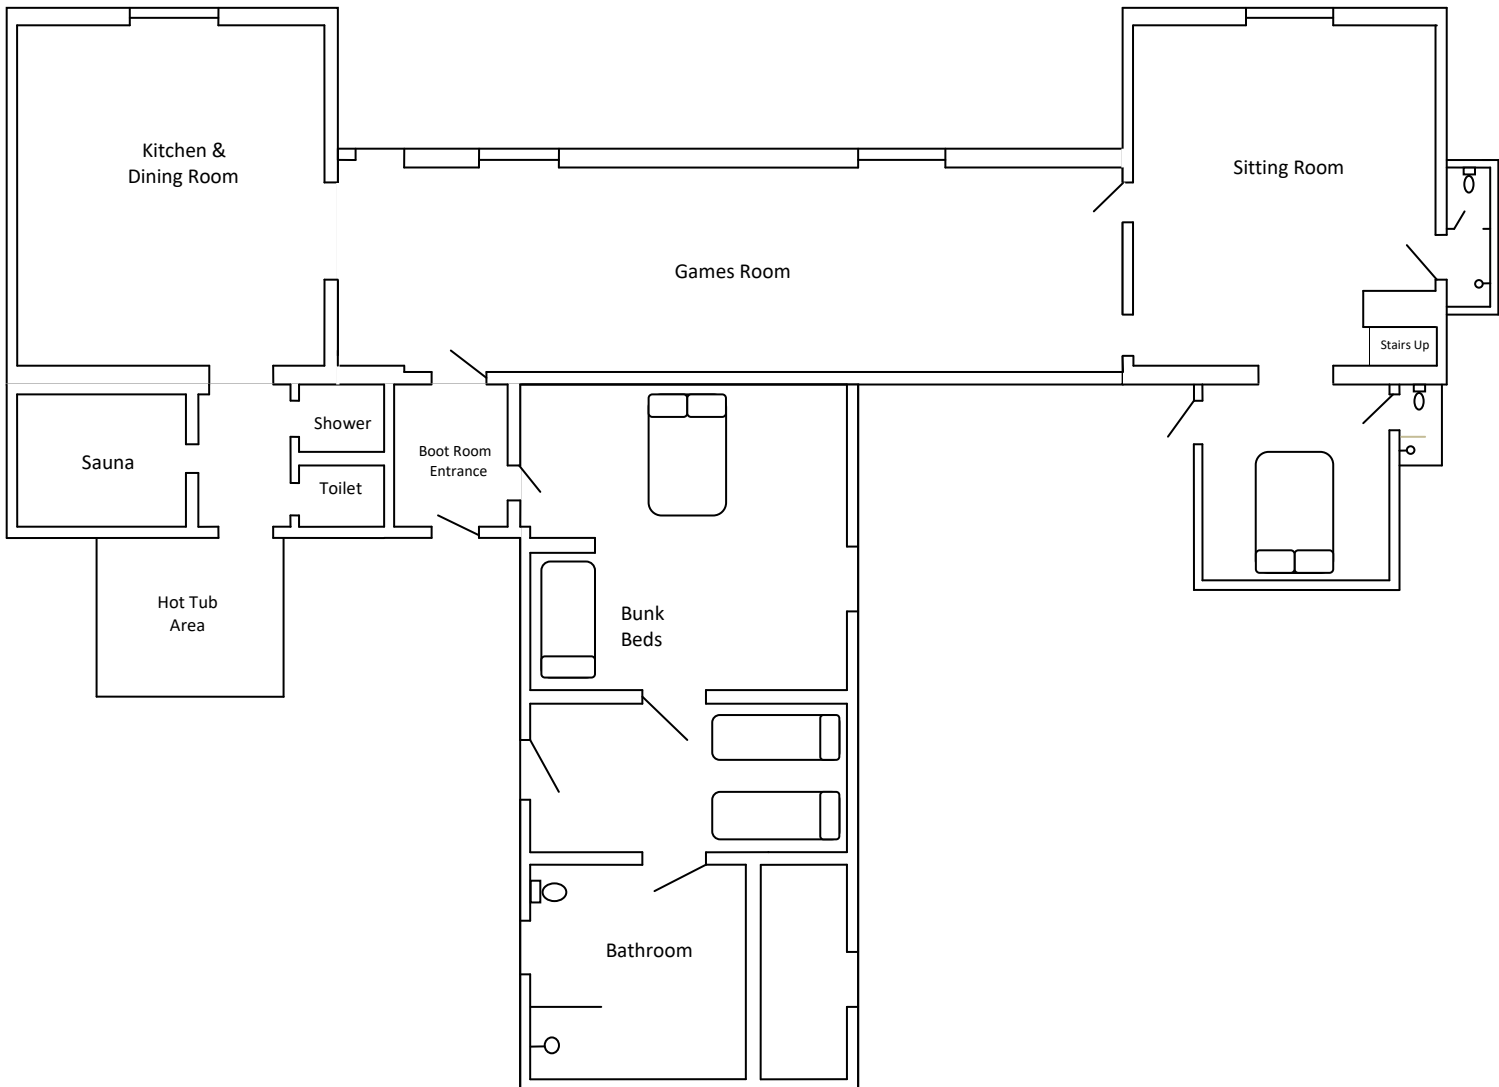 Kitchen &
Dining Room
Sitting Room
Games Room
Stairs Up
Shower
Boot Room
Entrance
Sauna
Toilet
Hot Tub
Area
Bunk
Beds
Bathroom